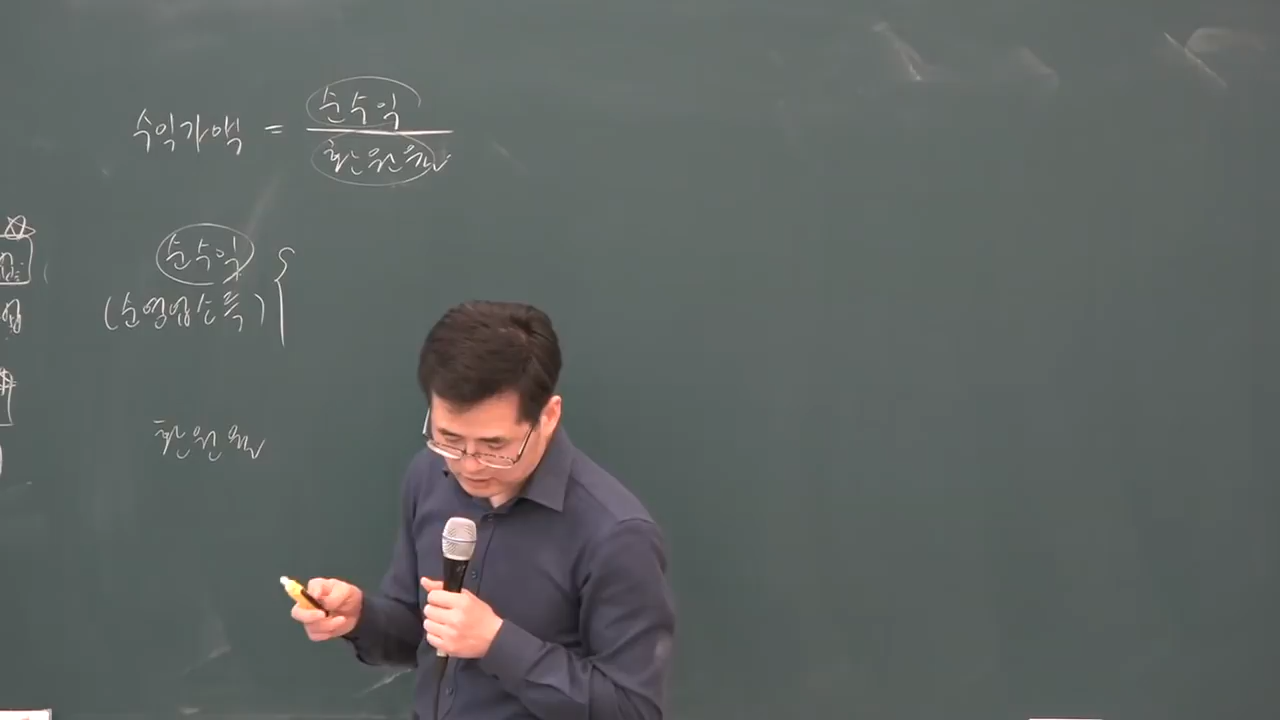 수익가액 = 순수익
환원율
순수익 {
(순영업소득)
환원율